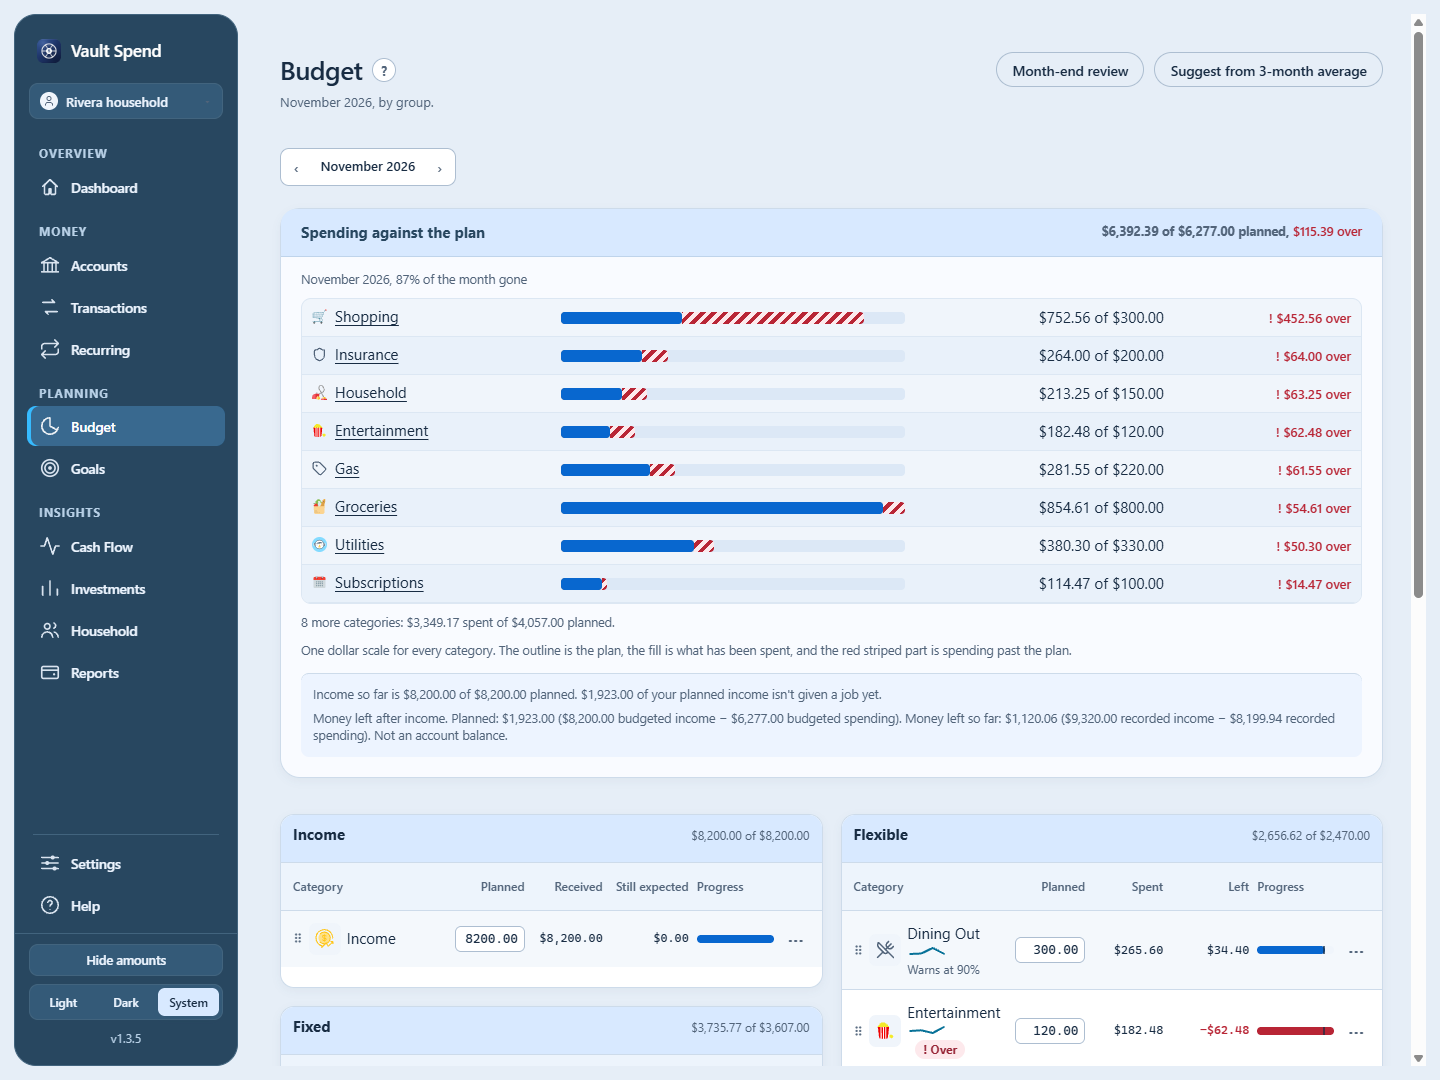 Vault Spend
Rivera household
OVERVIEW
Dashboard
MONEY
Accounts
Transactions
Recurring
PLANNING
Budget
Goals
INSIGHTS
Cash Flow
Investments
Household
Reports
Settings
Help
Hide amounts
Light Dark System
v1.3.5
Budget ?
November 2026, by group.
Month-end review
Suggest from 3-month average
‹ November 2026 ›
Spending against the plan
$6,392.39 of $6,277.00 planned, $115.39 over
November 2026, 87% of the month gone
Shopping $752.56 of $300.00 ! $452.56 over
Insurance $264.00 of $200.00 ! $64.00 over
Household $213.25 of $150.00 ! $63.25 over
Entertainment $182.48 of $120.00 ! $62.48 over
Gas $281.55 of $220.00 ! $61.55 over
Groceries $854.61 of $800.00 ! $54.61 over
Utilities $380.30 of $330.00 ! $50.30 over
Subscriptions $114.47 of $100.00 ! $14.47 over
8 more categories: $3,349.17 spent of $4,057.00 planned.
One dollar scale for every category. The outline is the plan, the fill is what has been spent, and the red striped part is spending past the plan.
Income so far is $8,200.00 of $8,200.00 planned. $1,923.00 of your planned income isn't given a job yet.
Money left after income. Planned: $1,923.00 ($8,200.00 budgeted income − $6,277.00 budgeted spending). Money left so far: $1,120.06 ($9,320.00 recorded income − $8,199.94 recorded
spending). Not an account balance.
Income $8,200.00 of $8,200.00
Category Planned Received Still expected Progress
Income 8200.00 $8,200.00 $0.00 ...
Fixed $3,735.77 of $3,607.00
Flexible $2,656.62 of $2,470.00
Category Planned Spent Left Progress
Dining Out 300.00 $265.60 $34.40 ...
Warns at 90%
Entertainment 120.00 $182.48 −$62.48 ...
! Over